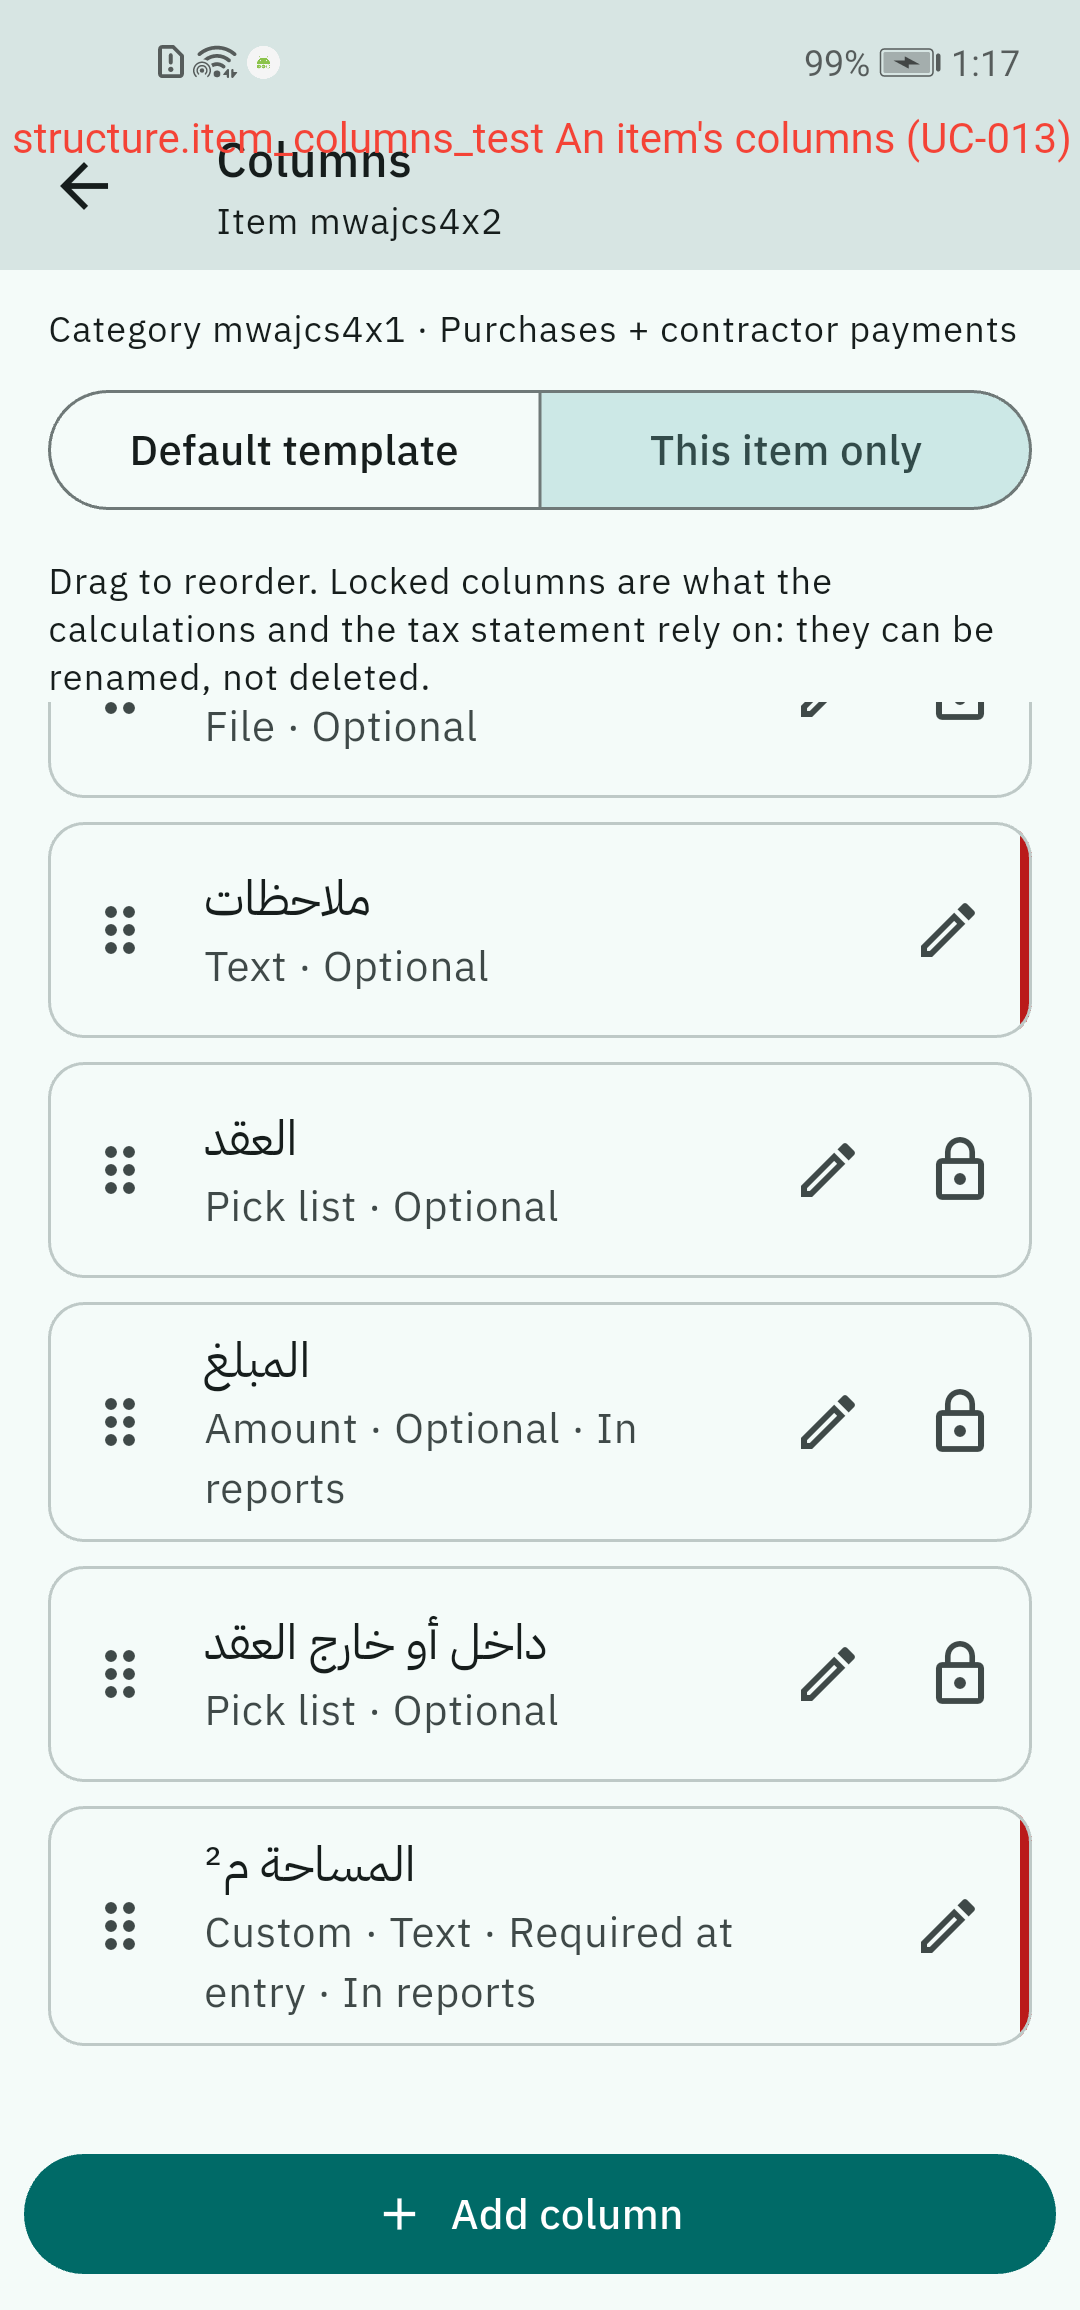 99% 1:17
structure.item_columns_test An item's columns (UC-013)
Columns
Item mwajcs4x2
Category mwajcs4x1 · Purchases + contractor payments
Default template
This item only
Drag to reorder. Locked columns are what the
calculations and the tax statement rely on: they can be
renamed, not deleted.
File · Optional
ملاحظات
Text · Optional
العقد
Pick list · Optional
المبلغ
Amount · Optional · In
reports
داخل أو خارج العقد
Pick list · Optional
المساحة م²
Custom · Text · Required at
entry · In reports
+ Add column